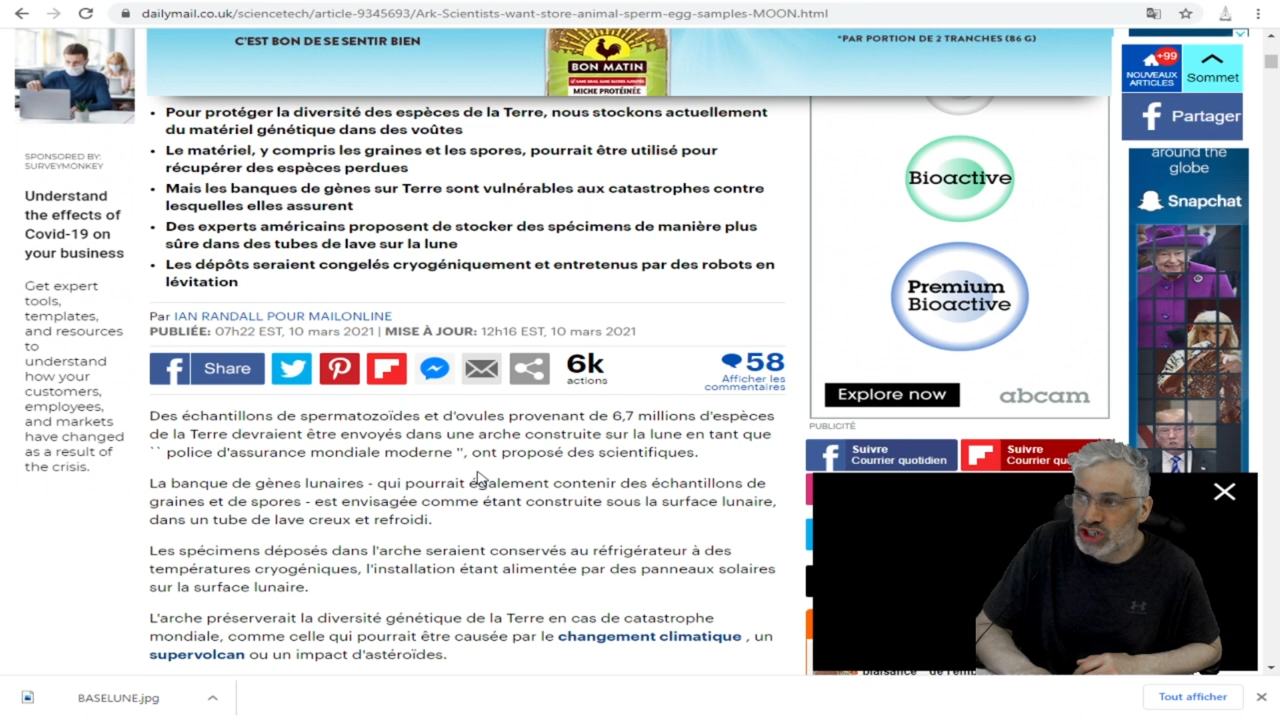 dailymail.co.uk/sciencetech/article-9345693/Ark-Scientists-want-store-animal-sperm-egg-samples-MOON.html
C'EST BON DE SE SENTIR BIEN
BON MATIN
MICHE PROTÉINÉE
*PAR PORTION DE 2 TRANCHES (86 G)
+99
NOUVEAUX
ARTICLES
Sommet
Partager
SPONSORED BY:
SURVEYMONKEY
Understand
the effects of
Covid-19 on
your business
Get expert
tools,
templates,
and resources
to
understand
how your
customers,
employees,
and markets
have changed
as a result of
the crisis.
• Pour protéger la diversité des espèces de la Terre, nous stockons actuellement
du matériel génétique dans des voûtes
• Le matériel, y compris les graines et les spores, pourrait être utilisé pour
récupérer des espèces perdues
• Mais les banques de gènes sur Terre sont vulnérables aux catastrophes contre
lesquelles elles assurent
• Des experts américains proposent de stocker des spécimens de manière plus
sûre dans des tubes de lave sur la lune
• Les dépôts seraient congelés cryogéniquement et entretenus par des robots en
lévitation
Par IAN RANDALL POUR MAILONLINE
PUBLIÉE: 07h22 EST, 10 mars 2021 | MISE À JOUR: 12h16 EST, 10 mars 2021
Share
6k
actions
58
Afficher les
commentaires
Des échantillons de spermatozoïdes et d'ovules provenant de 6,7 millions d'espèces
de la Terre devraient être envoyés dans une arche construite sur la lune en tant que
`` police d'assurance mondiale moderne '', ont proposé des scientifiques.
La banque de gènes lunaires - qui pourrait également contenir des échantillons de
graines et de spores - est envisagée comme étant construite sous la surface lunaire,
dans un tube de lave creux et refroidi.
Les spécimens déposés dans l'arche seraient conservés au réfrigérateur à des
températures cryogéniques, l'installation étant alimentée par des panneaux solaires
sur la surface lunaire.
L'arche préserverait la diversité génétique de la Terre en cas de catastrophe
mondiale, comme celle qui pourrait être causée par le changement climatique , un
supervolcan ou un impact d'astéroïdes.
Bioactive
Premium
Bioactive
Explore now
abcam
PUBLICITÉ
Suivre
Courrier quotidien
Suivre
Courrier qu
around the
globe
Snapchat
BASELUNE.jpg
Tout afficher